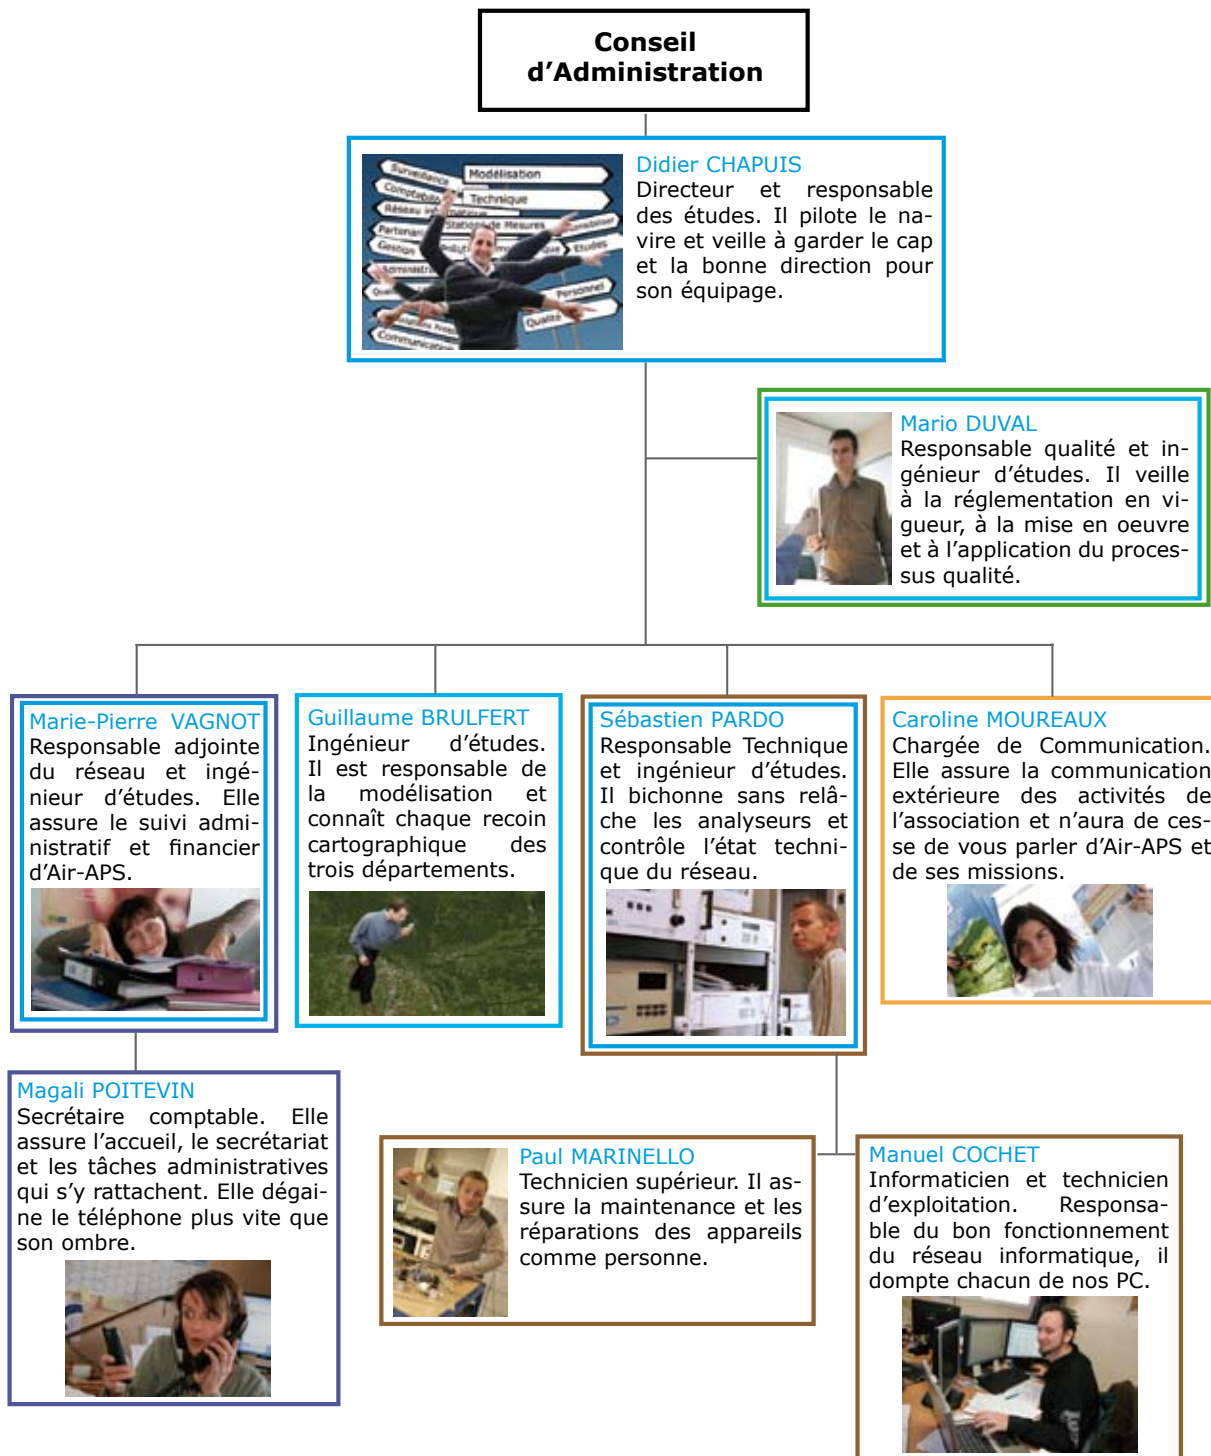 Conseil
d'Administration
Surveillance
Modélisation
Technique
Stations de Mesures
Gestion
Etudes
Personnel
Qualité
Communication
Didier CHAPUIS
Directeur et responsable
des études. Il pilote le na-
vire et veille à garder le cap
et la bonne direction pour
son équipage.
Mario DUVAL
Responsable qualité et in-
génieur d'études. Il veille
à la réglementation en vi-
gueur, à la mise en oeuvre
et à l'application du proces-
sus qualité.
Marie-Pierre VAGNOT
Responsable adjointe
du réseau et ingé-
nieur d'études. Elle
assure le suivi admi-
nistratif et financier
d'Air-APS.
Guillaume BRULFERT
Ingénieur d'études.
Il est responsable de
la modélisation et
connaît chaque recoin
cartographique des
trois départements.
Sébastien PARDO
Responsable Technique
et ingénieur d'études.
Il bichonne sans relâ-
che les analyseurs et
contrôle l'état techni-
que du réseau.
Caroline MOUREAUX
Chargée de Communication.
Elle assure la communication
extérieure des activités de
l'association et n'aura de ces-
se de vous parler d'Air-APS et
de ses missions.
Magali POITEVIN
Secrétaire comptable. Elle
assure l'accueil, le secrétariat
et les tâches administratives
qui s'y rattachent. Elle dégai-
ne le téléphone plus vite que
son ombre.
Paul MARINELLO
Technicien supérieur. Il as-
sure la maintenance et les
réparations des appareils
comme personne.
Manuel COCHET
Informaticien et technicien
d'exploitation. Responsa-
ble du bon fonctionnement
du réseau informatique, il
dompte chacun de nos PC.